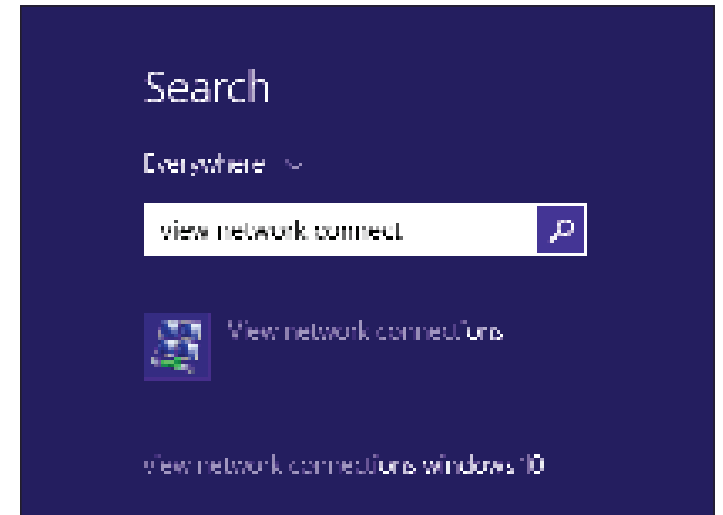 Search
Everywhere
view network connect
View network connections
view network connections windows 10